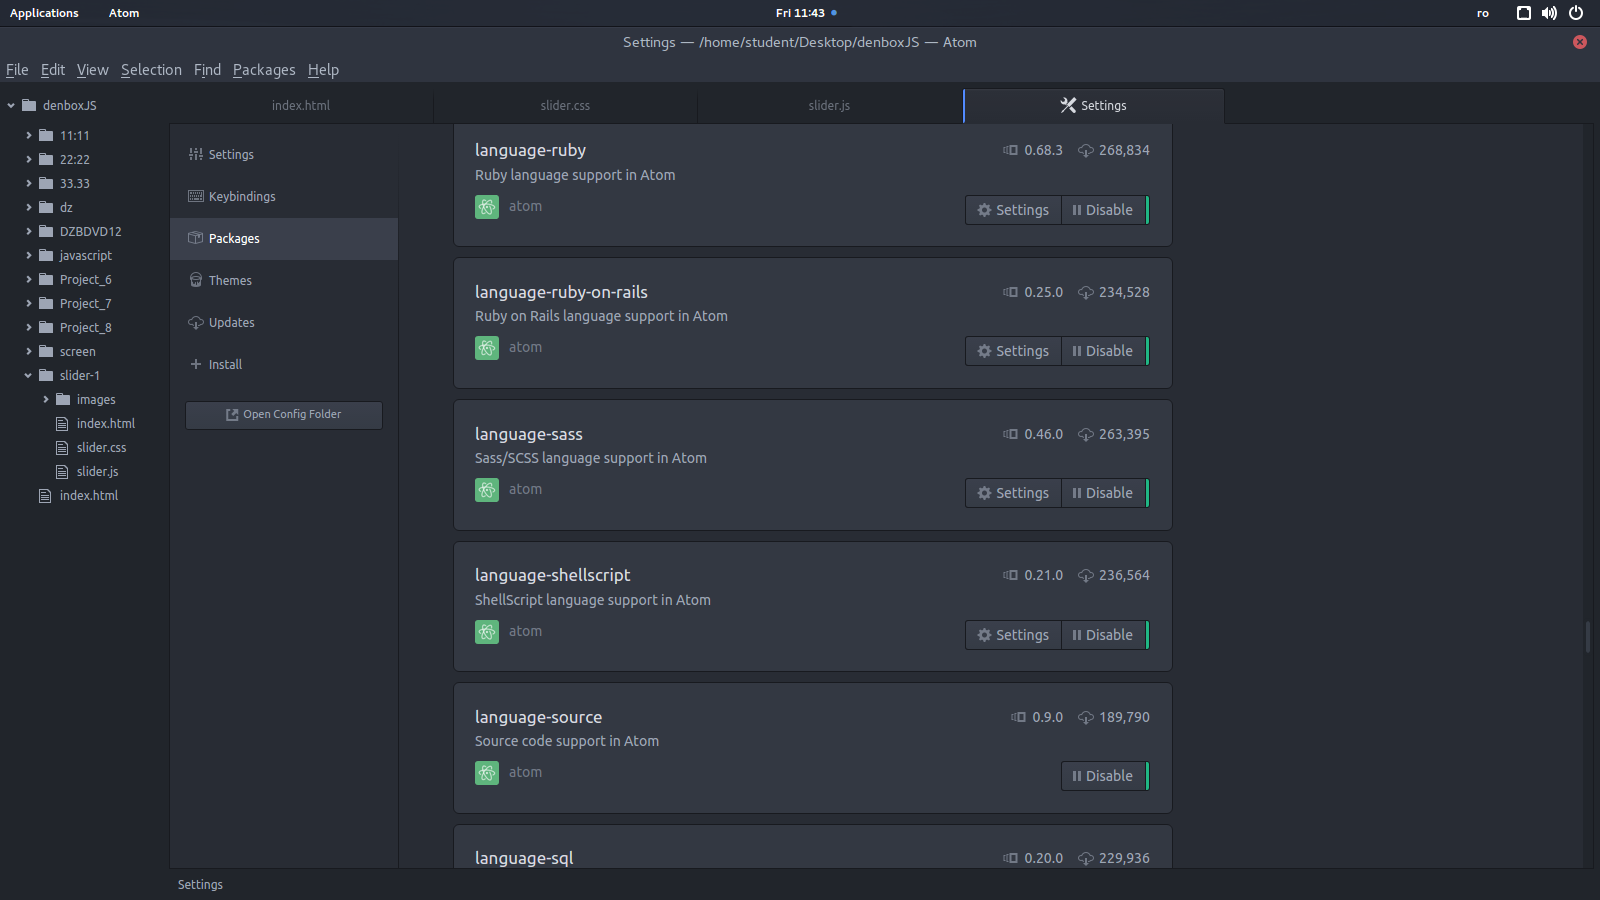 Applications Atom Fri 11:43 ro
Settings — /home/student/Desktop/denboxJS — Atom
File Edit View Selection Find Packages Help
denboxJS
11:11
22:22
33.33
dz
DZBDVD12
javascript
Project_6
Project_7
Project_8
screen
slider-1
images
index.html
slider.css
slider.js
index.html
index.html slider.css slider.js Settings
Settings
Keybindings
Packages
Themes
Updates
Install
Open Config Folder
language-ruby 0.68.3 268,834
Ruby language support in Atom
atom Settings Disable
language-ruby-on-rails 0.25.0 234,528
Ruby on Rails language support in Atom
atom Settings Disable
language-sass 0.46.0 263,395
Sass/SCSS language support in Atom
atom Settings Disable
language-shellscript 0.21.0 236,564
ShellScript language support in Atom
atom Settings Disable
language-source 0.9.0 189,790
Source code support in Atom
atom Disable
language-sql 0.20.0 229,936
Settings